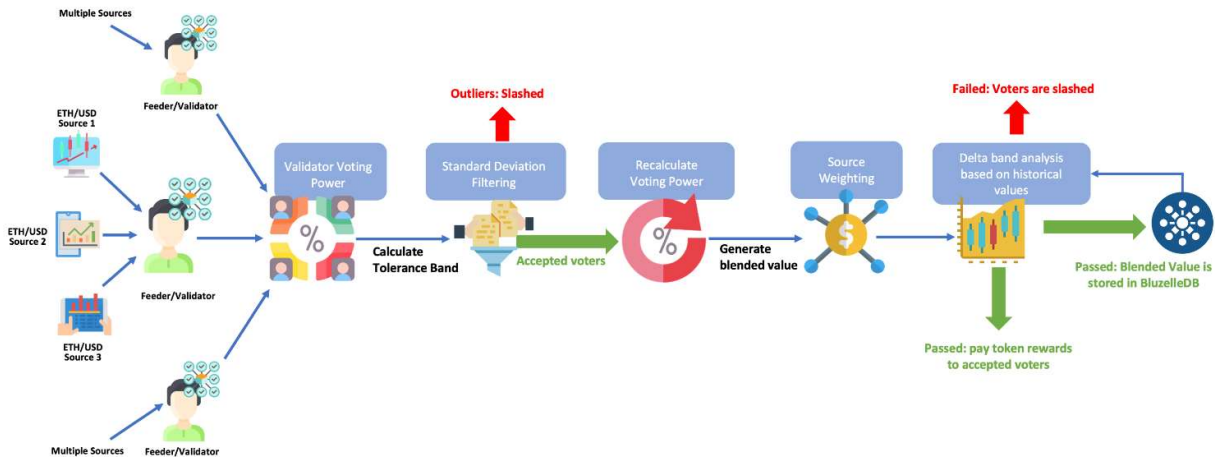 Multiple Sources
Feeder/Validator
ETH/USD
Source 1
ETH/USD
Source 2
Feeder/Validator
ETH/USD
Source 3
Multiple Sources
Feeder/Validator
Validator Voting
Power
%
Calculate
Tolerance Band
Outliers: Slashed
Standard Deviation
Filtering
Accepted voters
Recalculate
Voting Power
%
Generate
blended value
Source
Weighting
$
Failed: Voters are slashed
Delta band analysis
based on historical
values
Passed: Blended Value is
stored in BluzelleDB
Passed: pay token rewards
to accepted voters